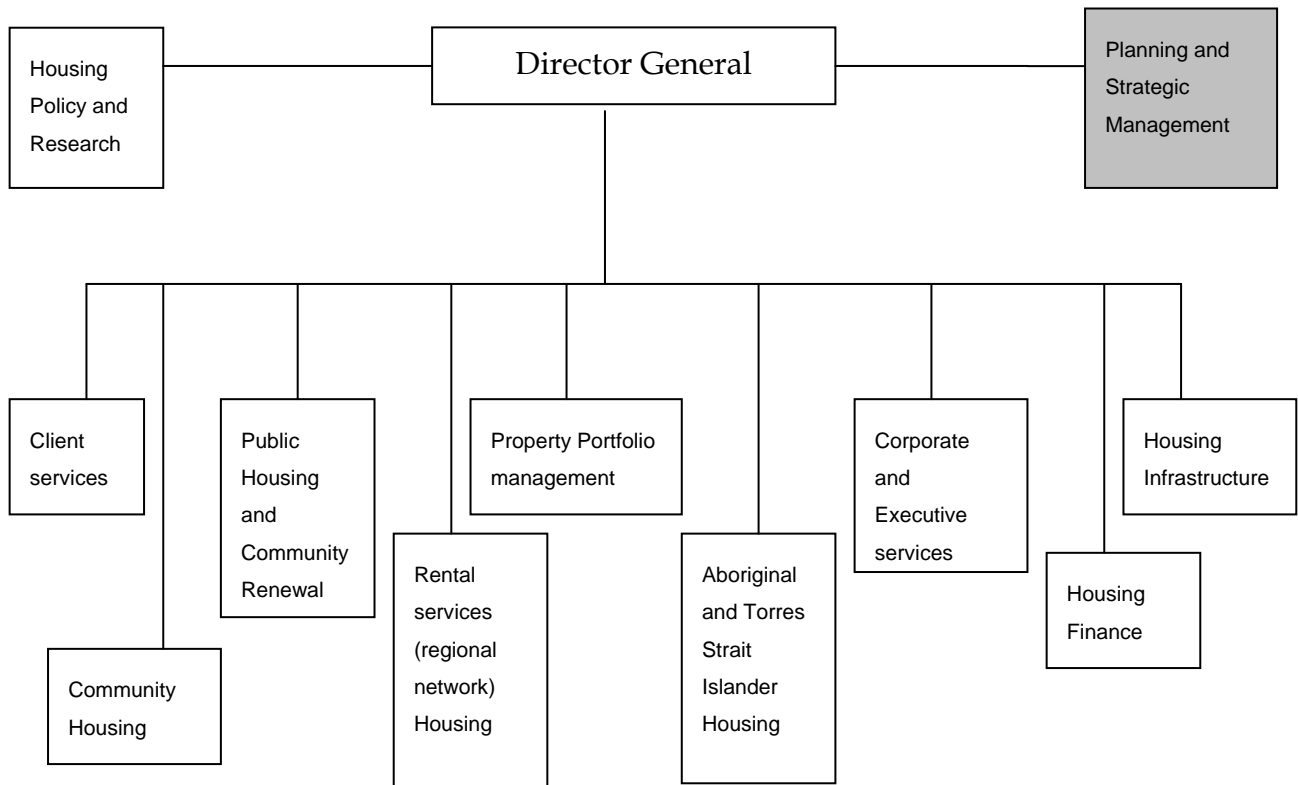 Housing
Policy and
Research
Director General
Planning and
Strategic
Management
Client
services
Community
Housing
Public
Housing
and
Community
Renewal
Rental
services
(regional
network)
Housing
Property Portfolio
management
Aboriginal
and Torres
Strait
Islander
Housing
Corporate
and
Executive
services
Housing
Finance
Housing
Infrastructure